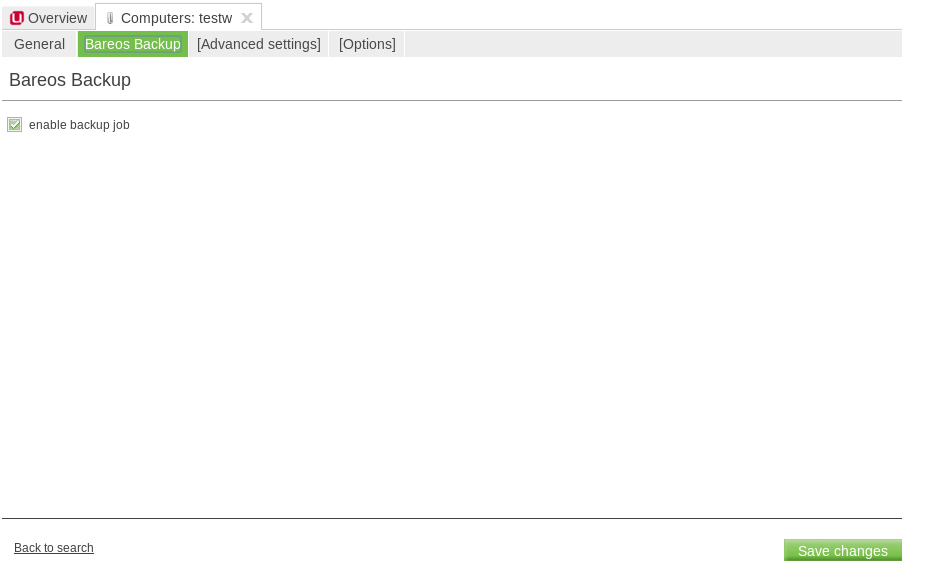 Overview
Computers: testw
General
Bareos Backup
[Advanced settings]
[Options]
Bareos Backup
enable backup job
Back to search
Save changes